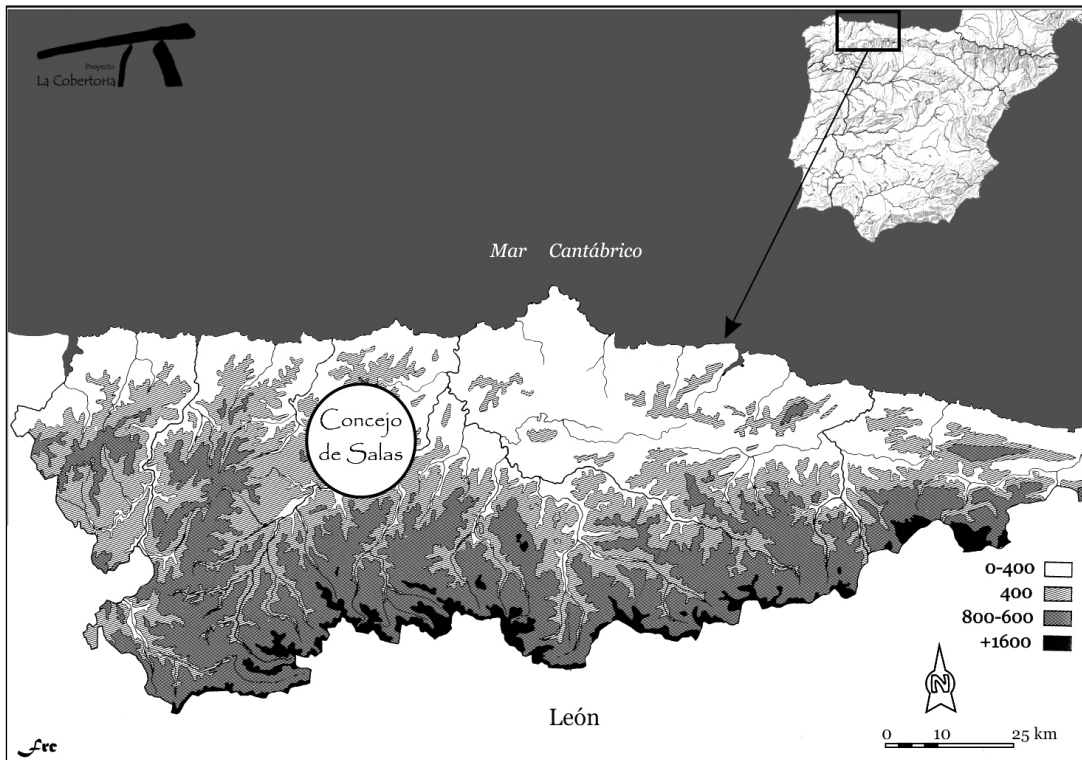 Proyecto
La Cobertoria
Mar Cantábrico
Concejo
de Salas
0-400
400
800-600
+1600
N
León
0 10 25 km
frc